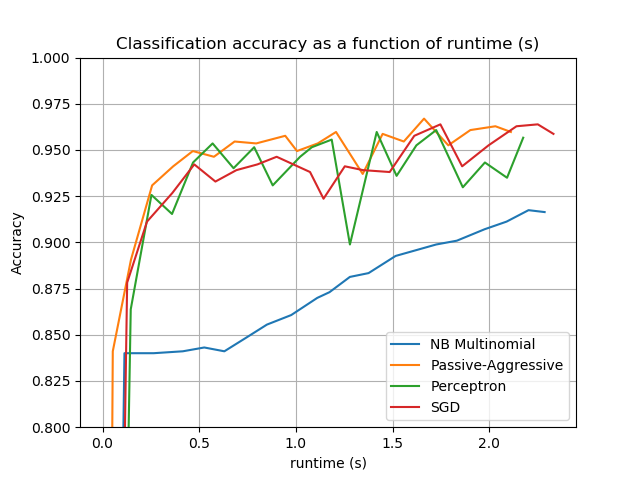 Classification accuracy as a function of runtime (s)
1.000
0.975
0.950
0.925
0.900
0.875
0.850
0.825
0.800
Accuracy
NB Multinomial
Passive-Aggressive
Perceptron
SGD
0.0 0.5 1.0 1.5 2.0
runtime (s)